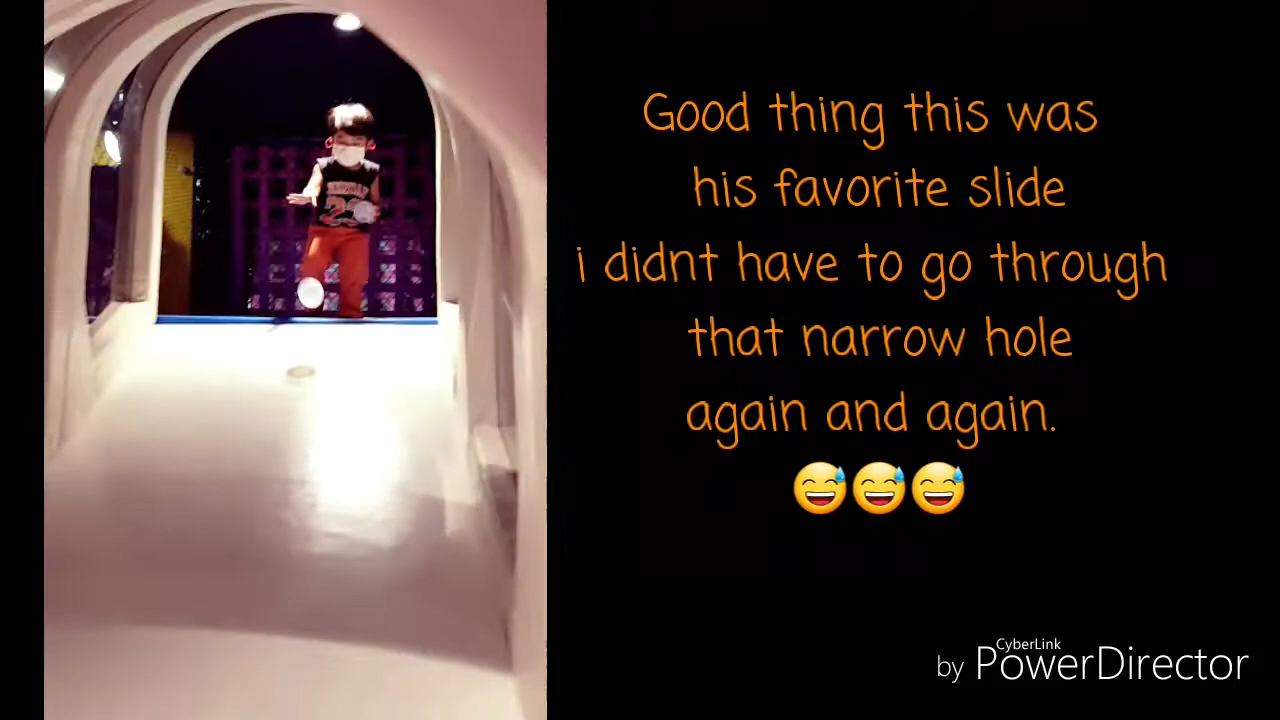 Good thing this was
his favorite slide
i didnt have to go through
that narrow hole
again and again.
23
CyberLink
by PowerDirector